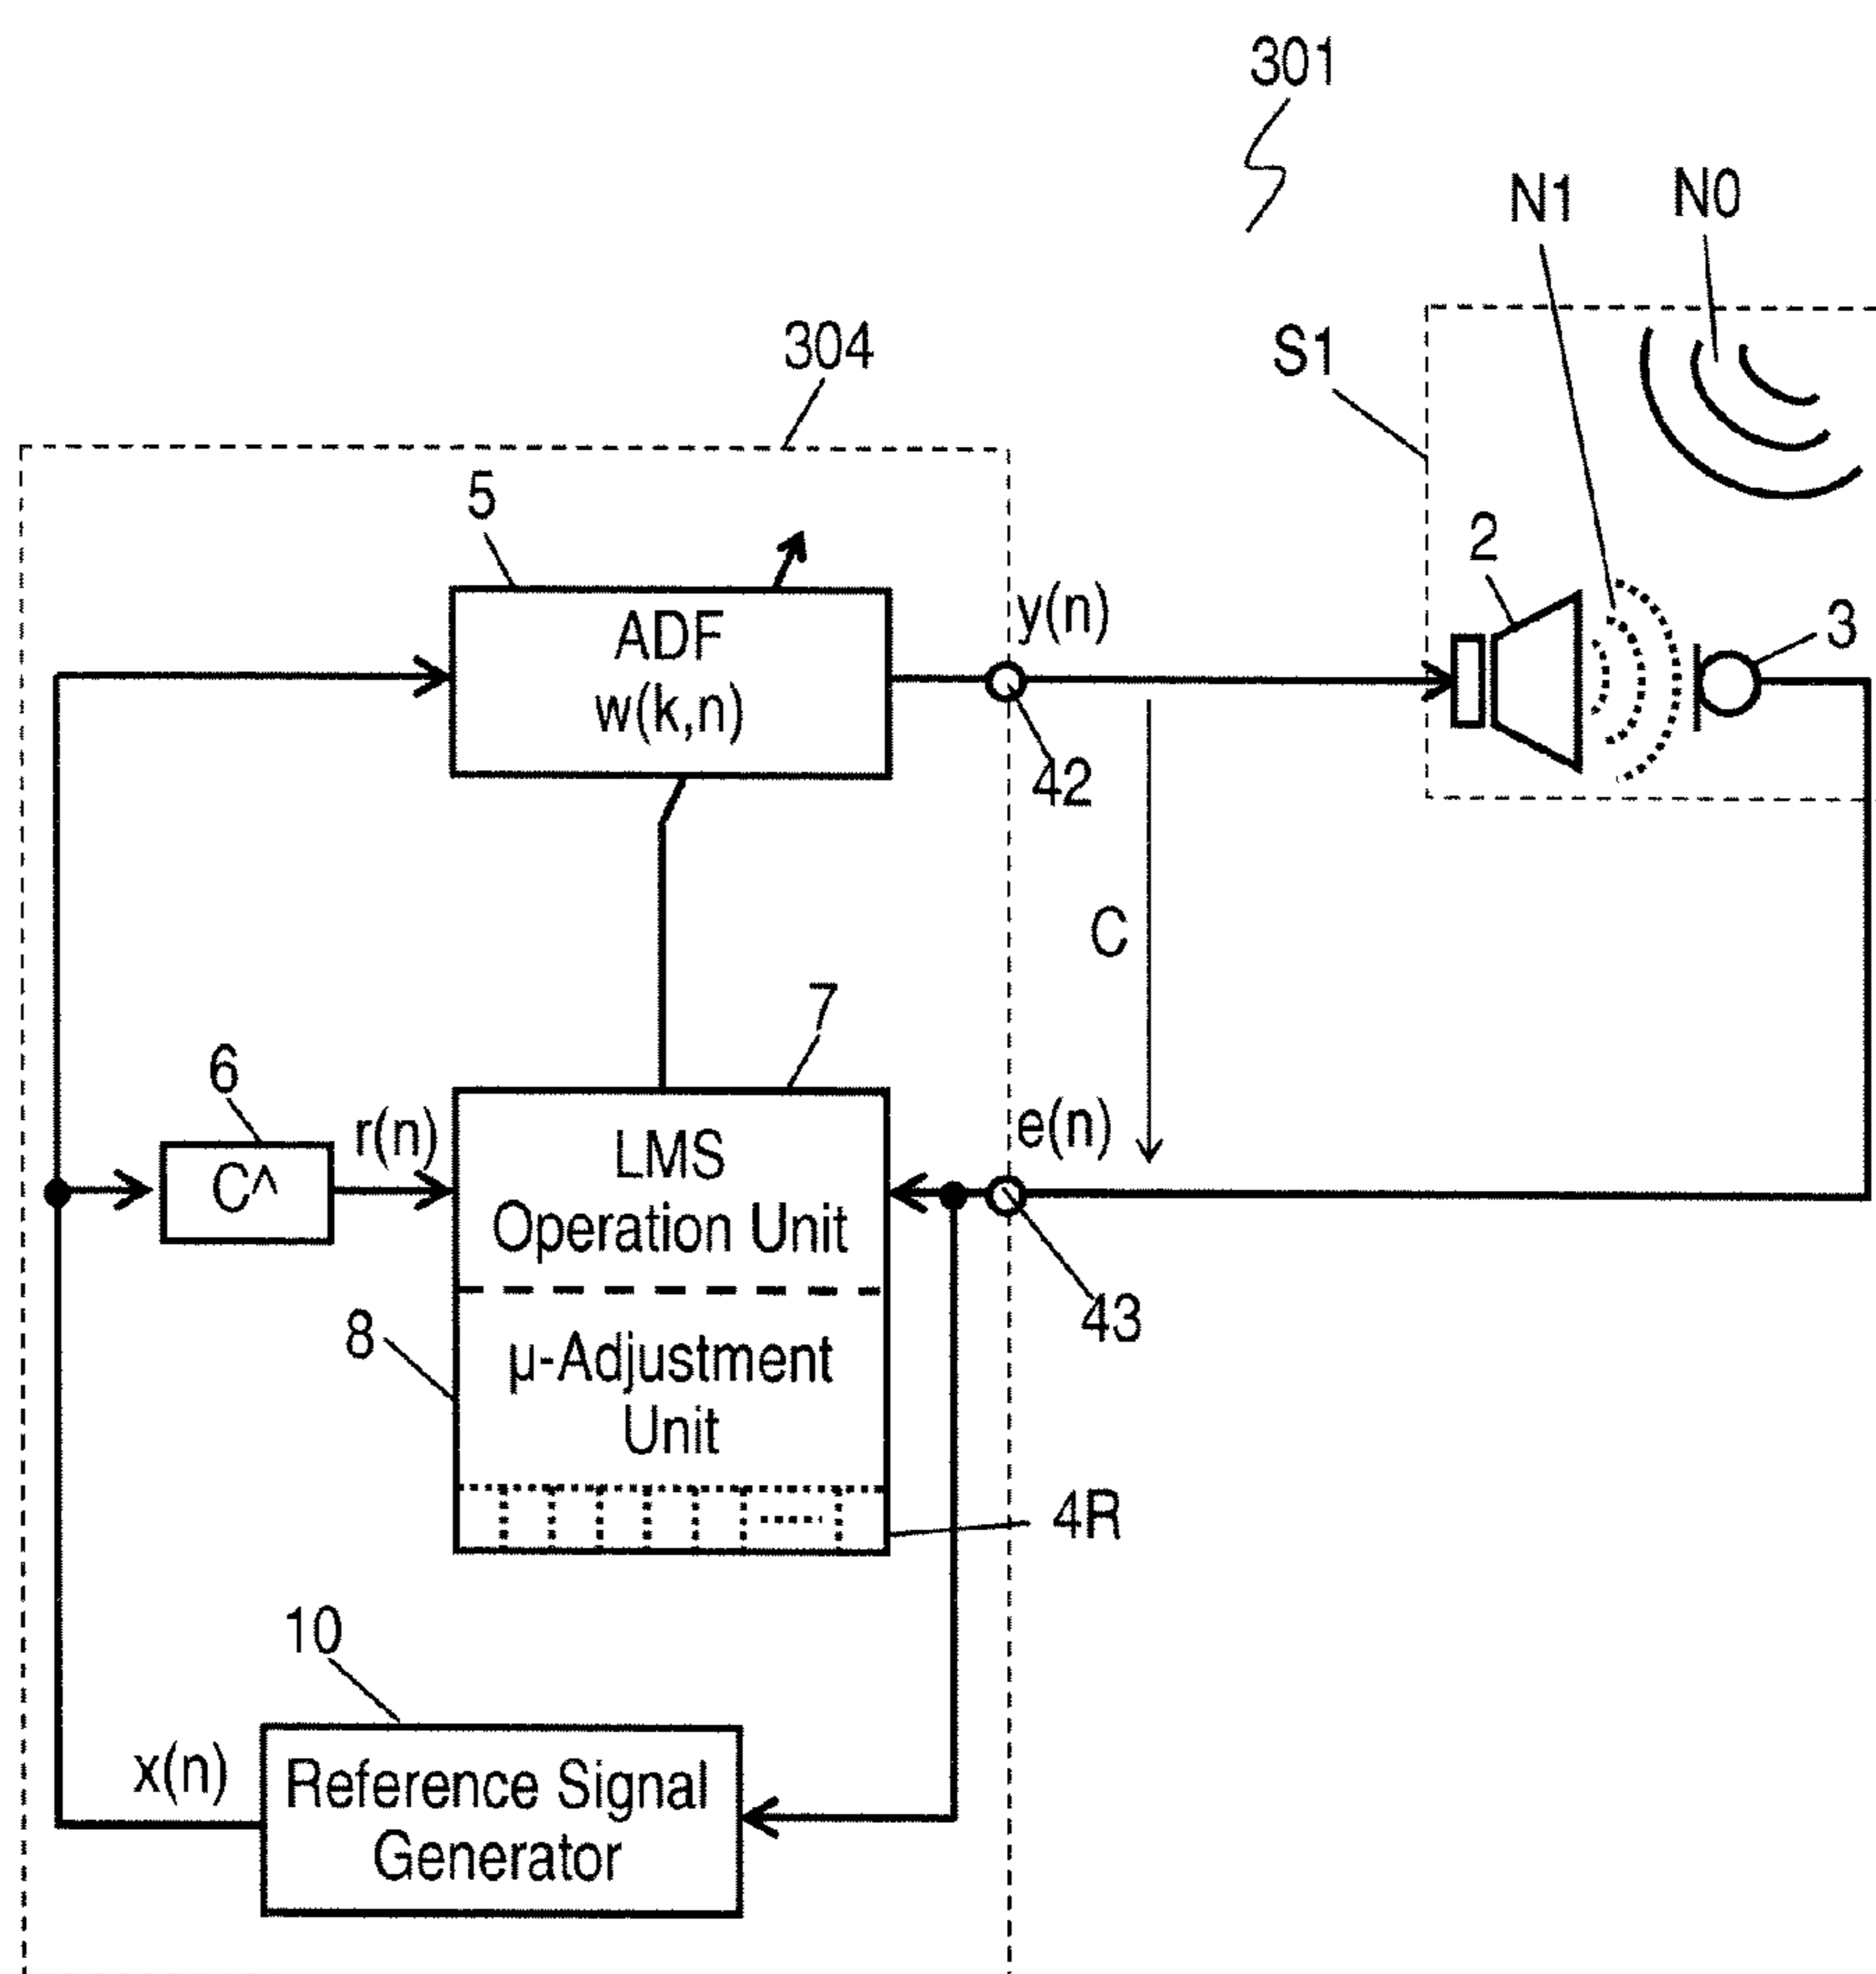 301
N1
N0
S1
304
5
2
3
ADF
w(k,n)
y(n)
42
C
7
6
r(n)
e(n)
C^
LMS
Operation Unit
43
8
μ-Adjustment
Unit
4R
10
x(n)
Reference Signal
Generator